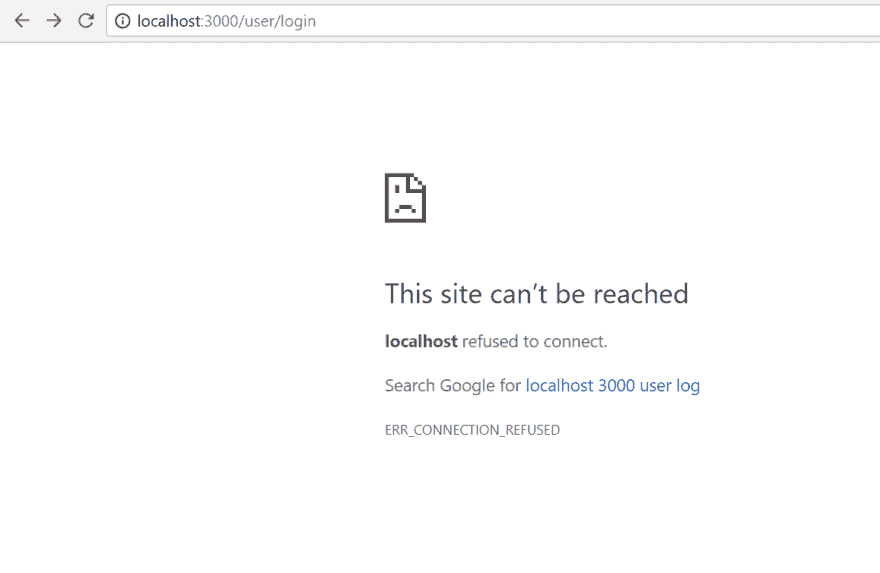 localhost:3000/user/login
This site can’t be reached
localhost refused to connect.
Search Google for localhost 3000 user log
ERR_CONNECTION_REFUSED